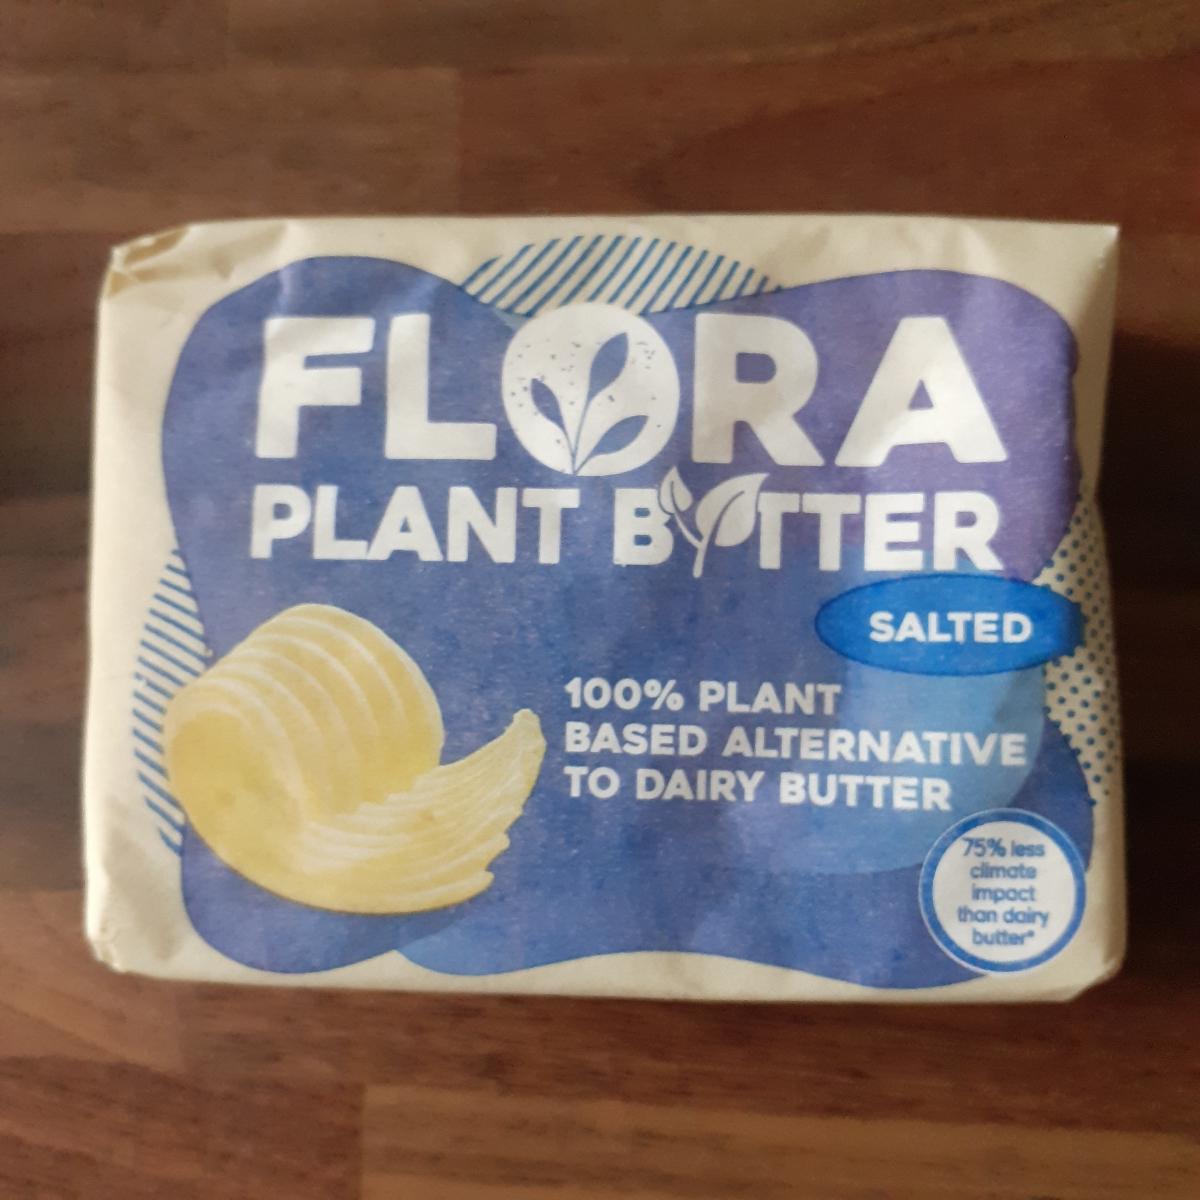 FLORA
PLANT BUTTER
SALTED
100% PLANT
BASED ALTERNATIVE
TO DAIRY BUTTER
75% less
climate
impact
than dairy
butter*